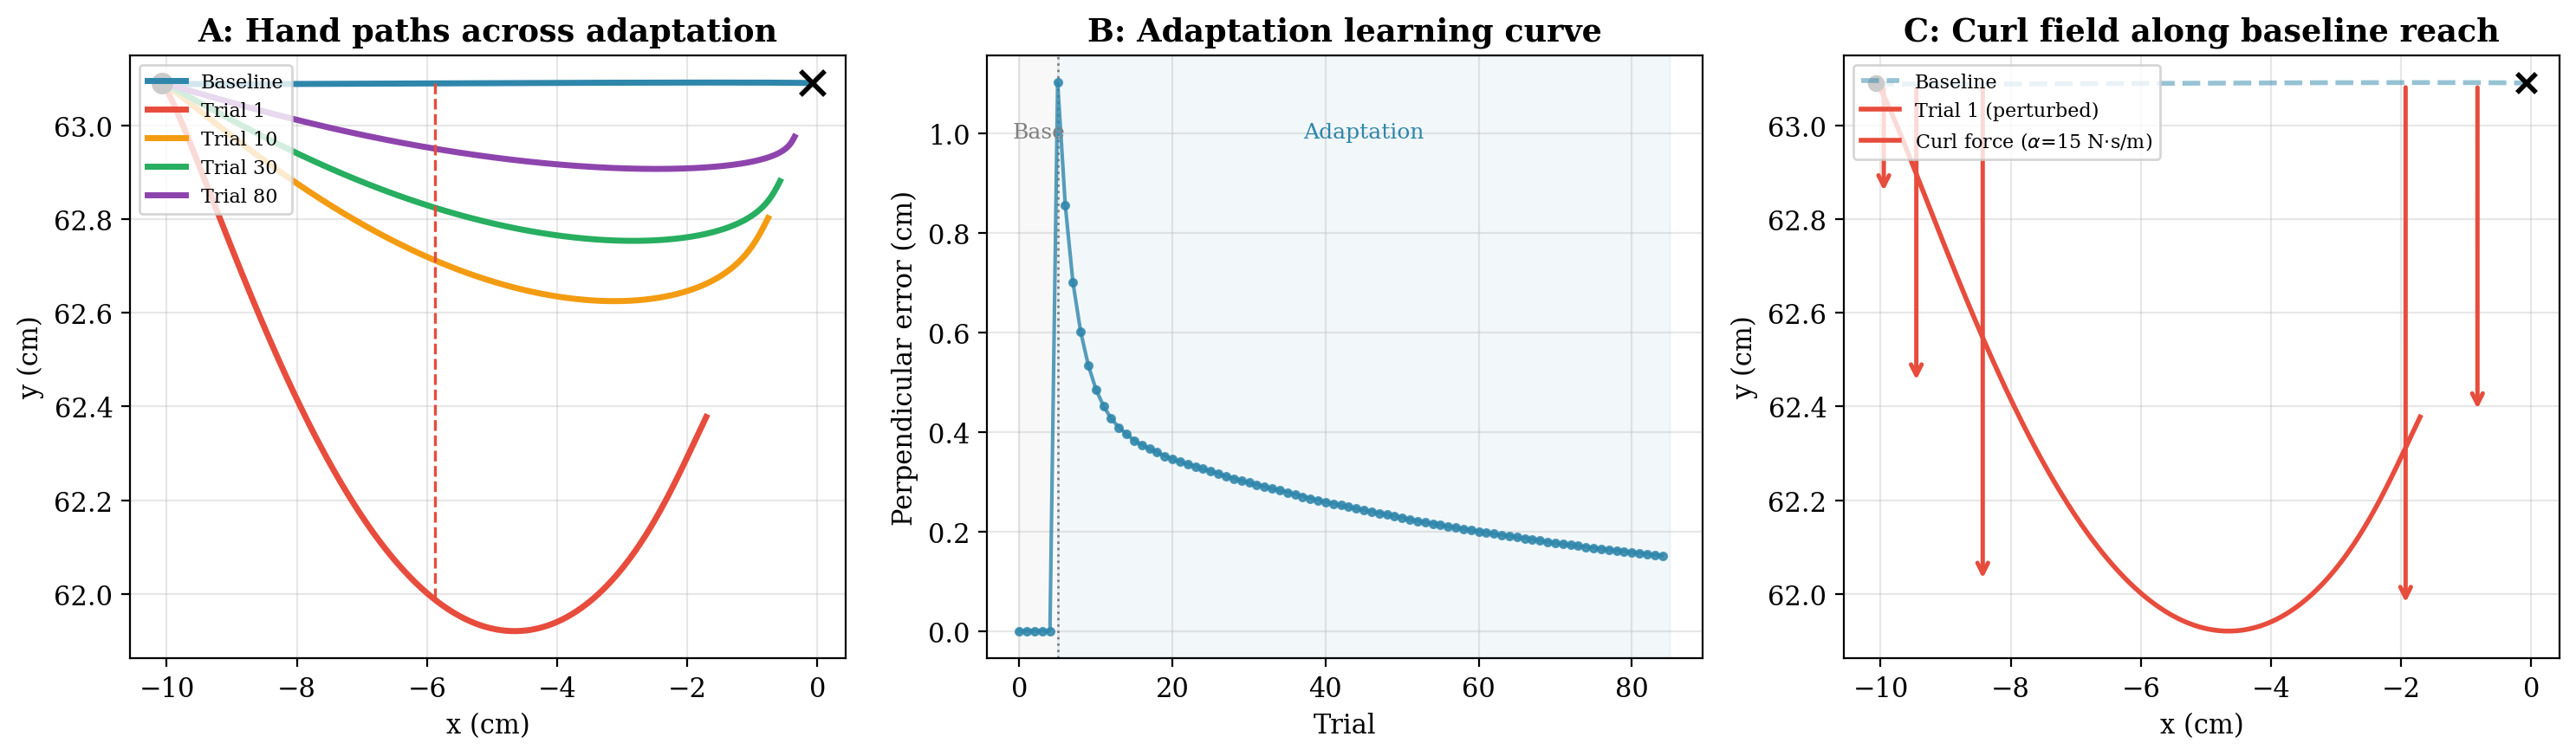 A: Hand paths across adaptation
Baseline
Trial 1
Trial 10
Trial 30
Trial 80
63.0
62.8
62.6
62.4
62.2
62.0
y (cm)
−10
−8
−6
−4
−2
0
x (cm)
B: Adaptation learning curve
Base
Adaptation
1.0
0.8
0.6
0.4
0.2
0.0
Perpendicular error (cm)
0
20
40
60
80
Trial
C: Curl field along baseline reach
Baseline
Trial 1 (perturbed)
Curl force (α=15 N·s/m)
63.0
62.8
62.6
62.4
62.2
62.0
y (cm)
−10
−8
−6
−4
−2
0
x (cm)